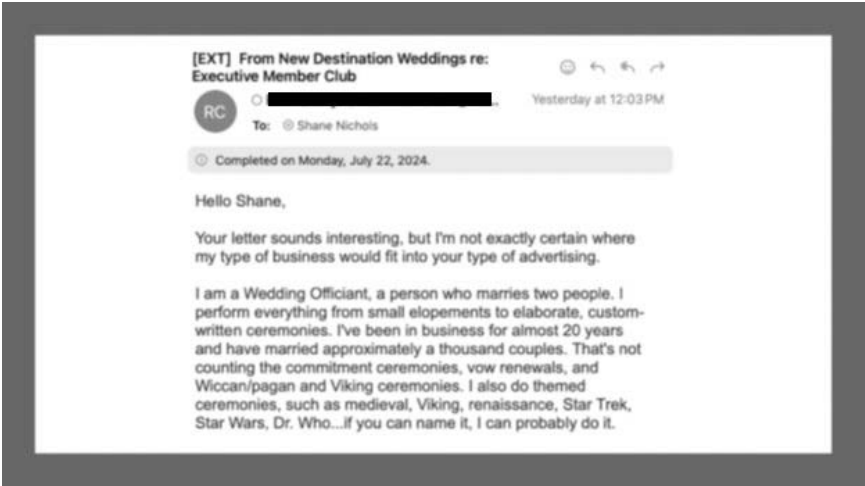 [EXT] From New Destination Weddings re:
Executive Member Club
RC
Yesterday at 12:03 PM
To: Shane Nichols
Completed on Monday, July 22, 2024.
Hello Shane,
Your letter sounds interesting, but I'm not exactly certain where
my type of business would fit into your type of advertising.
I am a Wedding Officiant, a person who marries two people. I
perform everything from small elopements to elaborate, custom-
written ceremonies. I've been in business for almost 20 years
and have married approximately a thousand couples. That's not
counting the commitment ceremonies, vow renewals, and
Wiccan/pagan and Viking ceremonies. I also do themed
ceremonies, such as medieval, Viking, renaissance, Star Trek,
Star Wars, Dr. Who...if you can name it, I can probably do it.